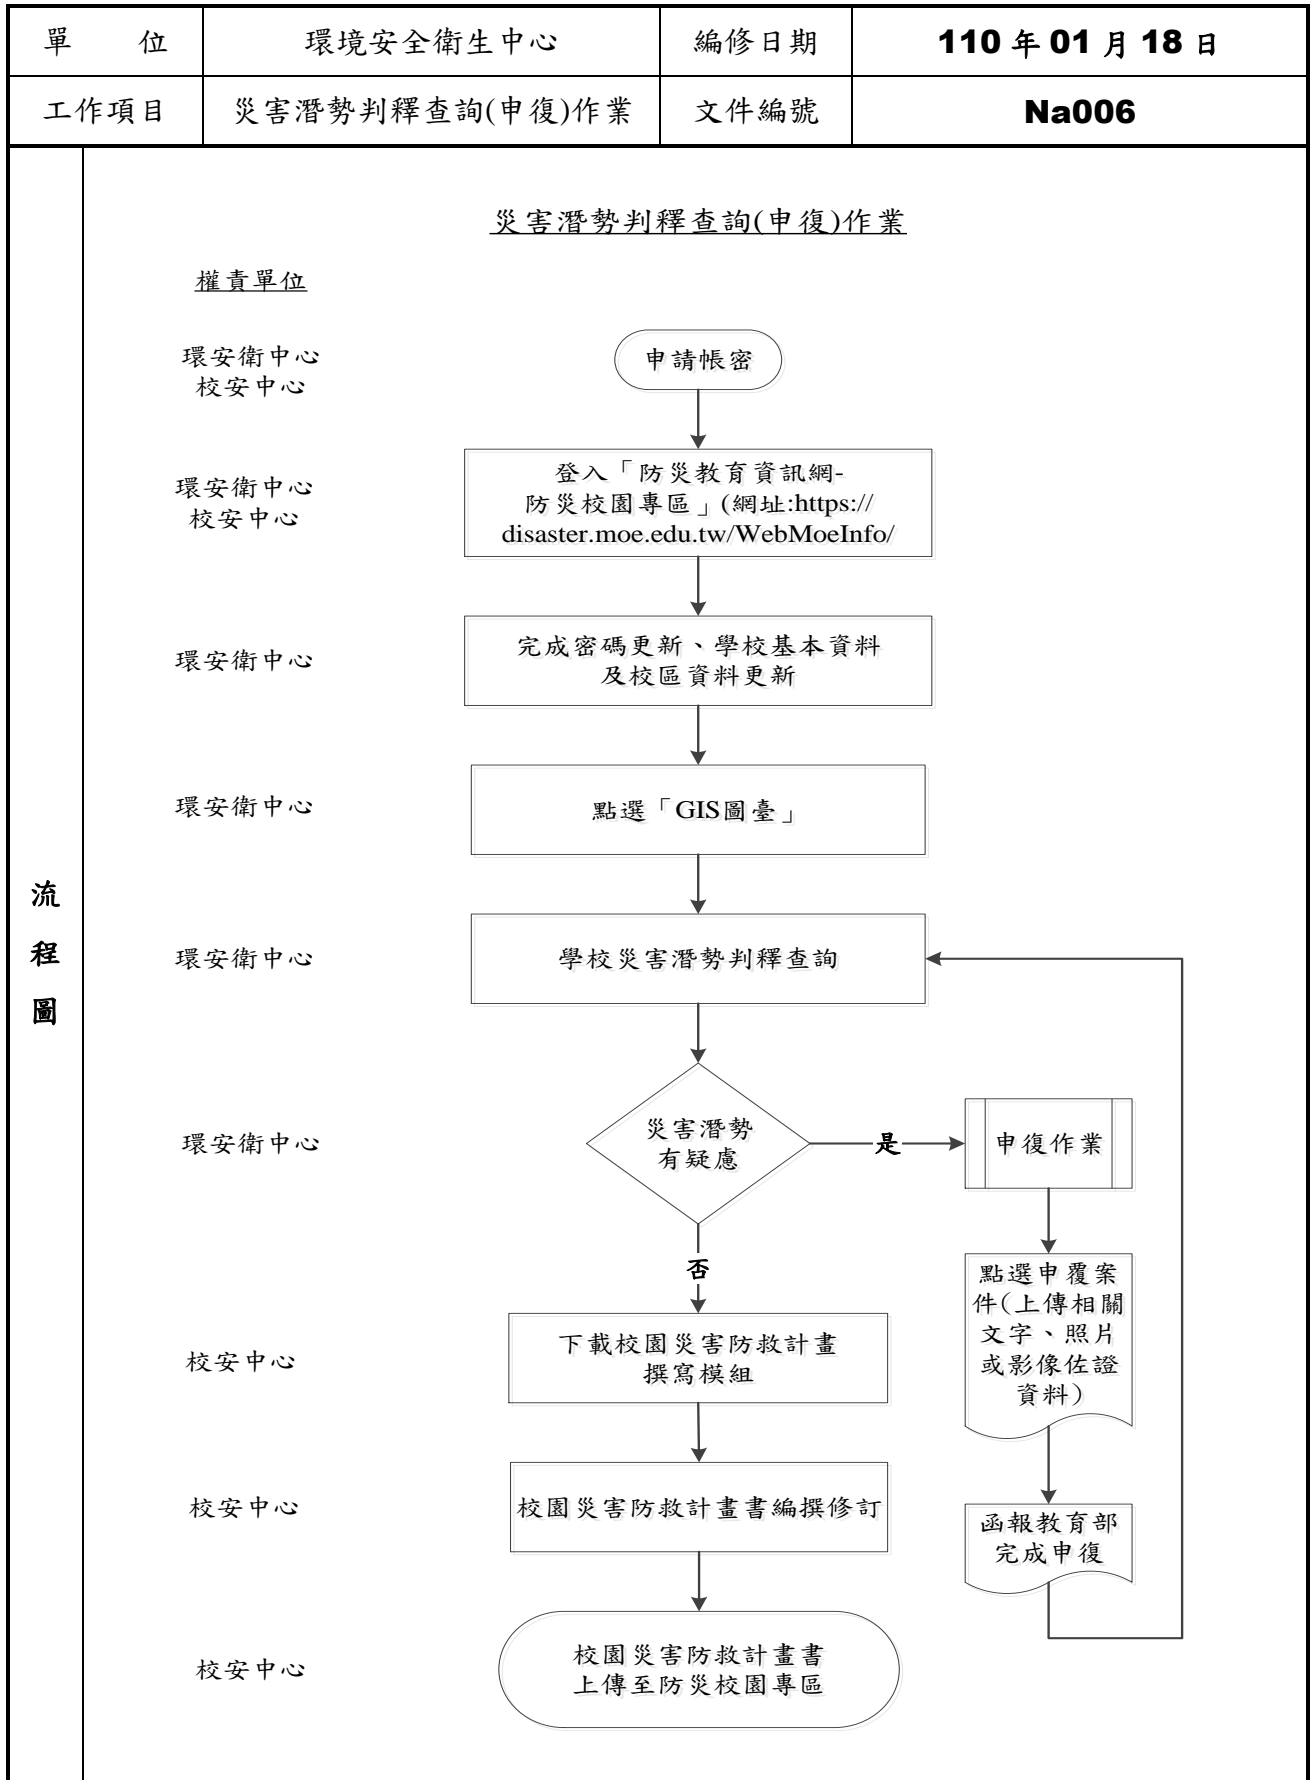 單 位 環境安全衛生中心 編修日期 110 年 01 月 18 日
工作項目 災害潛勢判釋查詢(申復)作業 文件編號 Na006
流
程
圖
災害潛勢判釋查詢(申復)作業
權責單位
環安衛中心
校安中心
申請帳密
環安衛中心
校安中心
登入「防災教育資訊網-
防災校園專區」(網址:https://
disaster.moe.edu.tw/WebMoeInfo/
環安衛中心
完成密碼更新、學校基本資料
及校區資料更新
環安衛中心
點選「GIS圖臺」
環安衛中心
學校災害潛勢判釋查詢
環安衛中心
災害潛勢
有疑慮
是
申復作業
否
點選申覆案
件(上傳相關
文字、照片
或影像佐證
資料)
校安中心
下載校園災害防救計畫
撰寫模組
校安中心
校園災害防救計畫書編撰修訂
函報教育部
完成申復
校安中心
校園災害防救計畫書
上傳至防災校園專區